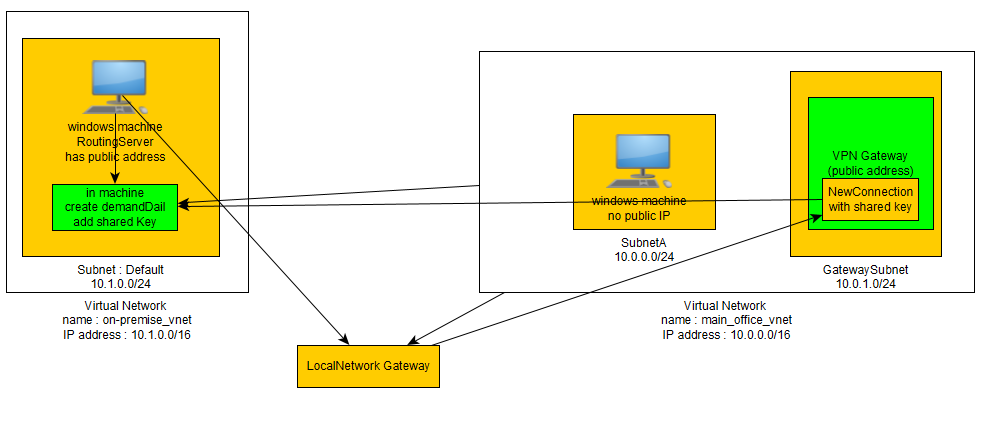 windows machine
RoutingServer
has public address
in machine
create demandDail
add shared Key
Subnet : Default
10.1.0.0/24
Virtual Network
name : on-premise_vnet
IP address : 10.1.0.0/16
LocalNetwork Gateway
windows machine
no public IP
SubnetA
10.0.0.0/24
VPN Gateway
(public address)
NewConnection
with shared key
GatewaySubnet
10.0.1.0/24
Virtual Network
name : main_office_vnet
IP address : 10.0.0.0/16